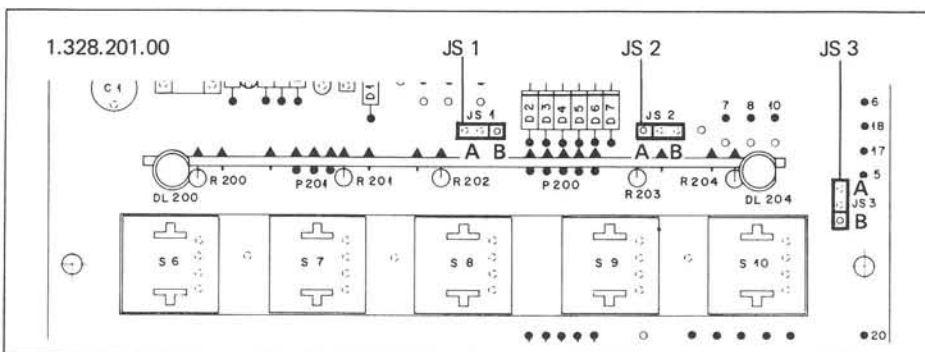 1.328.201.00 JS 1 JS 2 JS 3
C 1 D 1 D 2 D 3 D 4 D 5 D 6 D 7 7 8 10 6
JS 1 JS 2 18
A B A B 17
5
R 200 P 201 R 201 R 202 P 200 R 203 R 204 A
DL 200 DL 204 JS 3
B
S 6 S 7 S 8 S 9 S 10
20